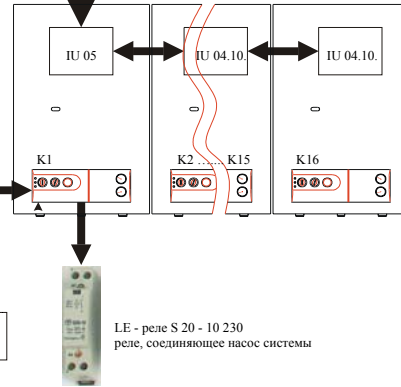 IU 05
IU 04.10.
IU 04.10.
K1
K2
K15
K16
LE - реле S 20 - 10 230
реле, соединяющее насос системы